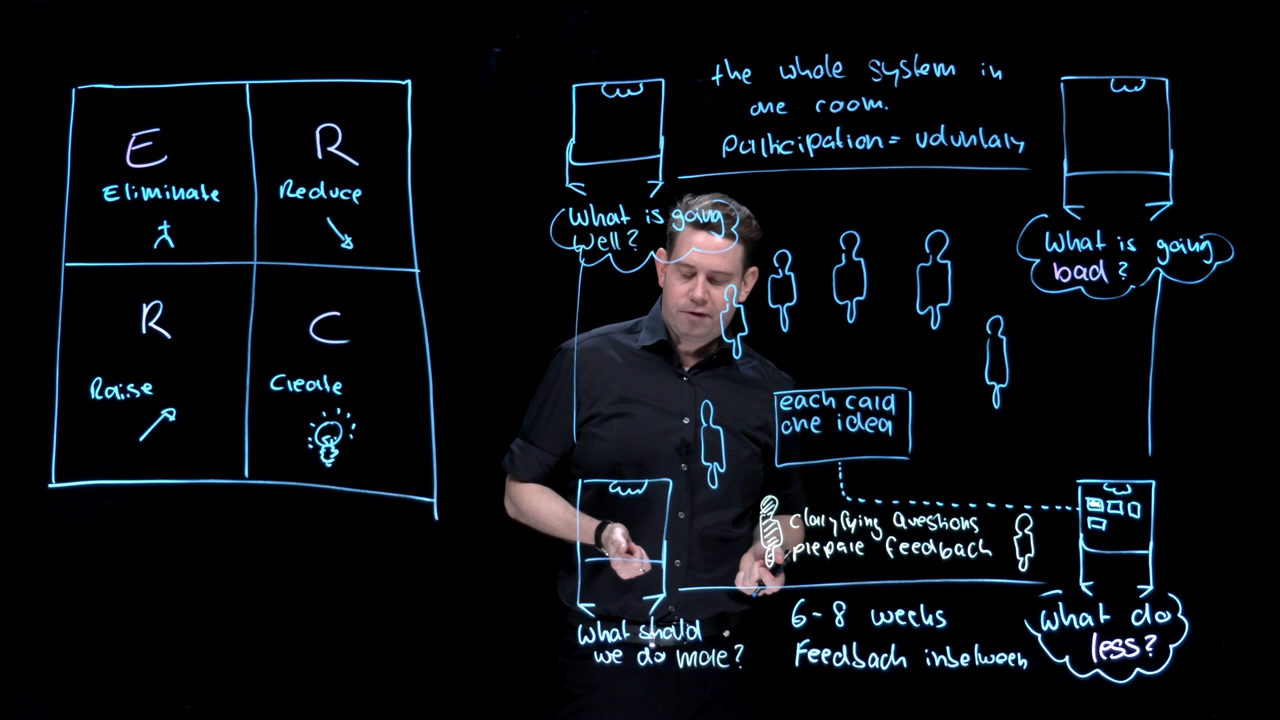 E
Eliminate
R
Reduce
R
Raise
C
Create
the whole system in
one room.
Participation = voluntary
What is going
well?
What is going
bad?
each card
one idea
Clarifying Questions
prepare feedback
6-8 weeks
Feedback inbetween
What should
we do more?
What do
less?